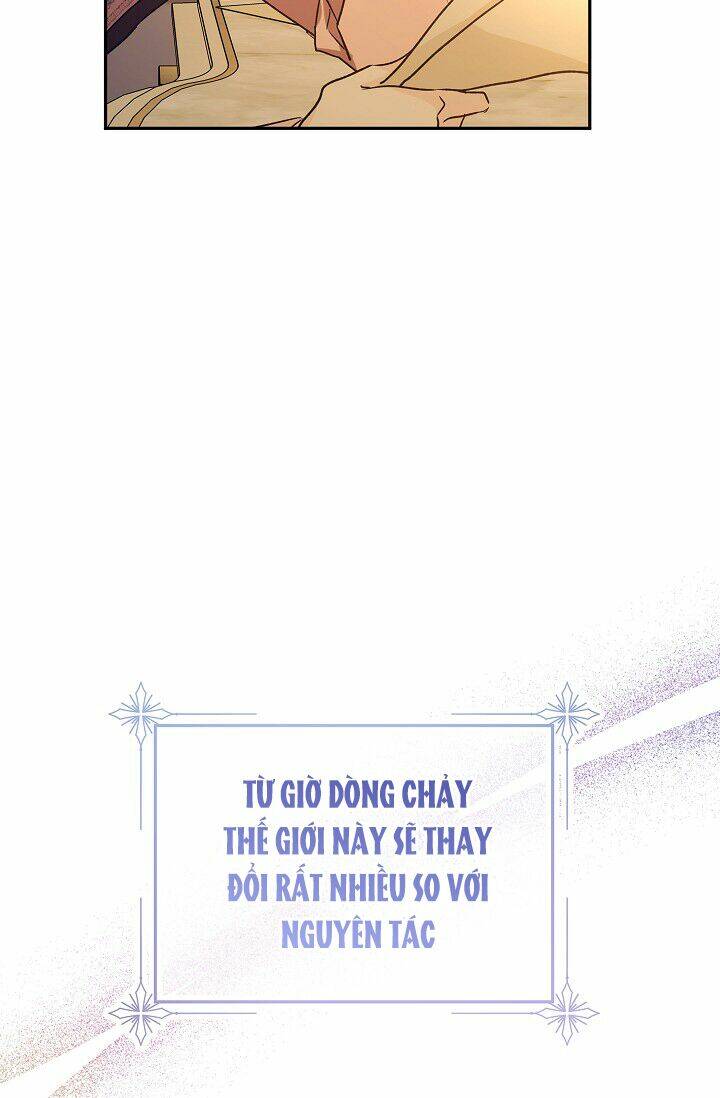 TỪ GIỜ DÒNG CHẢY
THẾ GIỚI NÀY SẼ THAY
ĐỔI RẤT NHIỀU SO VỚI
NGUYÊN TÁC